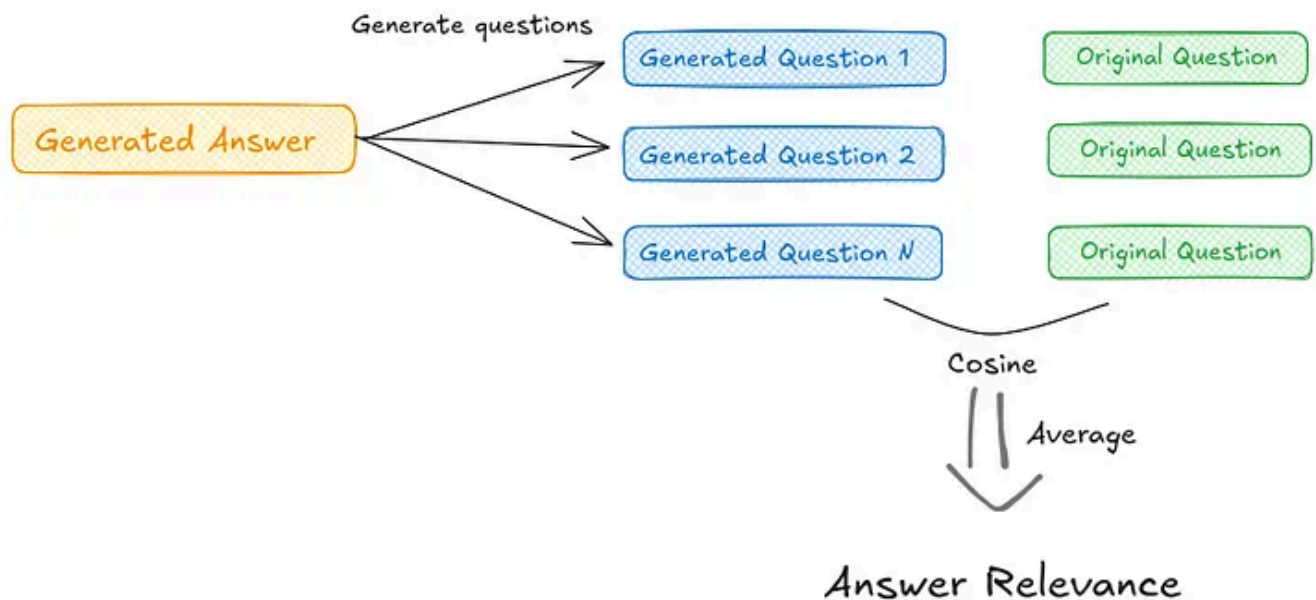 Generate questions
Generated Question 1
Original Question
Generated Answer
Generated Question 2
Original Question
Generated Question N
Original Question
Cosine
Average
Answer Relevance